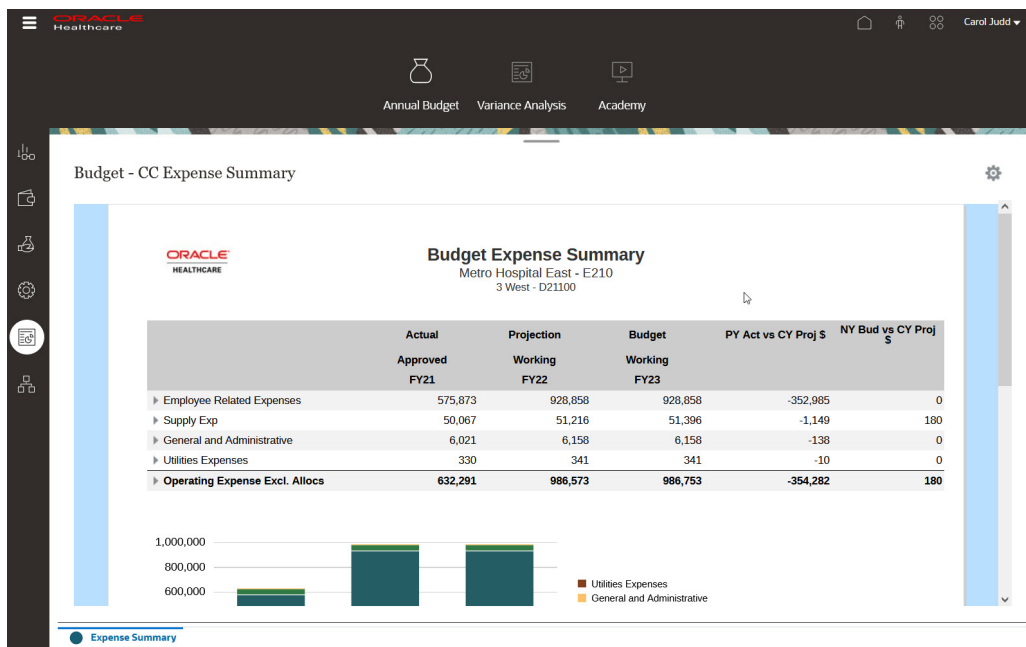 ORACLE
Healthcare
Carol Judd
Annual Budget Variance Analysis Academy
Budget - CC Expense Summary
ORACLE
HEALTHCARE
Budget Expense Summary
Metro Hospital East - E210
3 West - D21100
Actual Projection Budget PY Act vs CY Proj $ NY Bud vs CY Proj
$
Approved Working Working
FY21 FY22 FY23
Employee Related Expenses 575,873 928,858 928,858 -352,985 0
Supply Exp 50,067 51,216 51,396 -1,149 180
General and Administrative 6,021 6,158 6,158 -138 0
Utilities Expenses 330 341 341 -10 0
Operating Expense Excl. Allocs 632,291 986,573 986,753 -354,282 180
1,000,000
800,000
600,000
Utilities Expenses
General and Administrative
Expense Summary